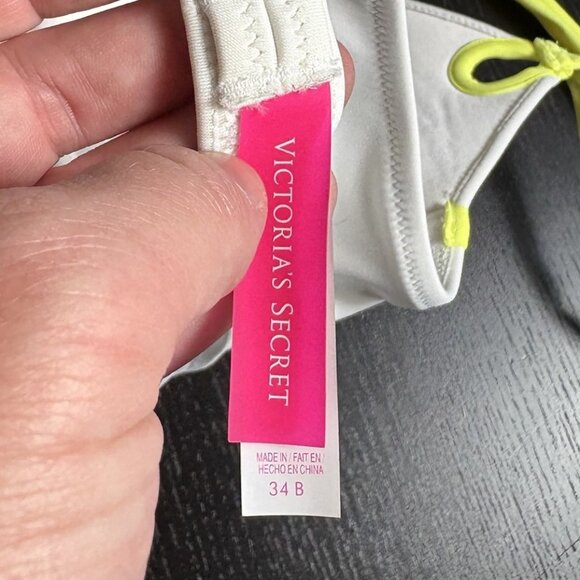 VICTORIA'S SECRET
MADE IN / FAIT EN /
HECHO EN CHINA
34 B